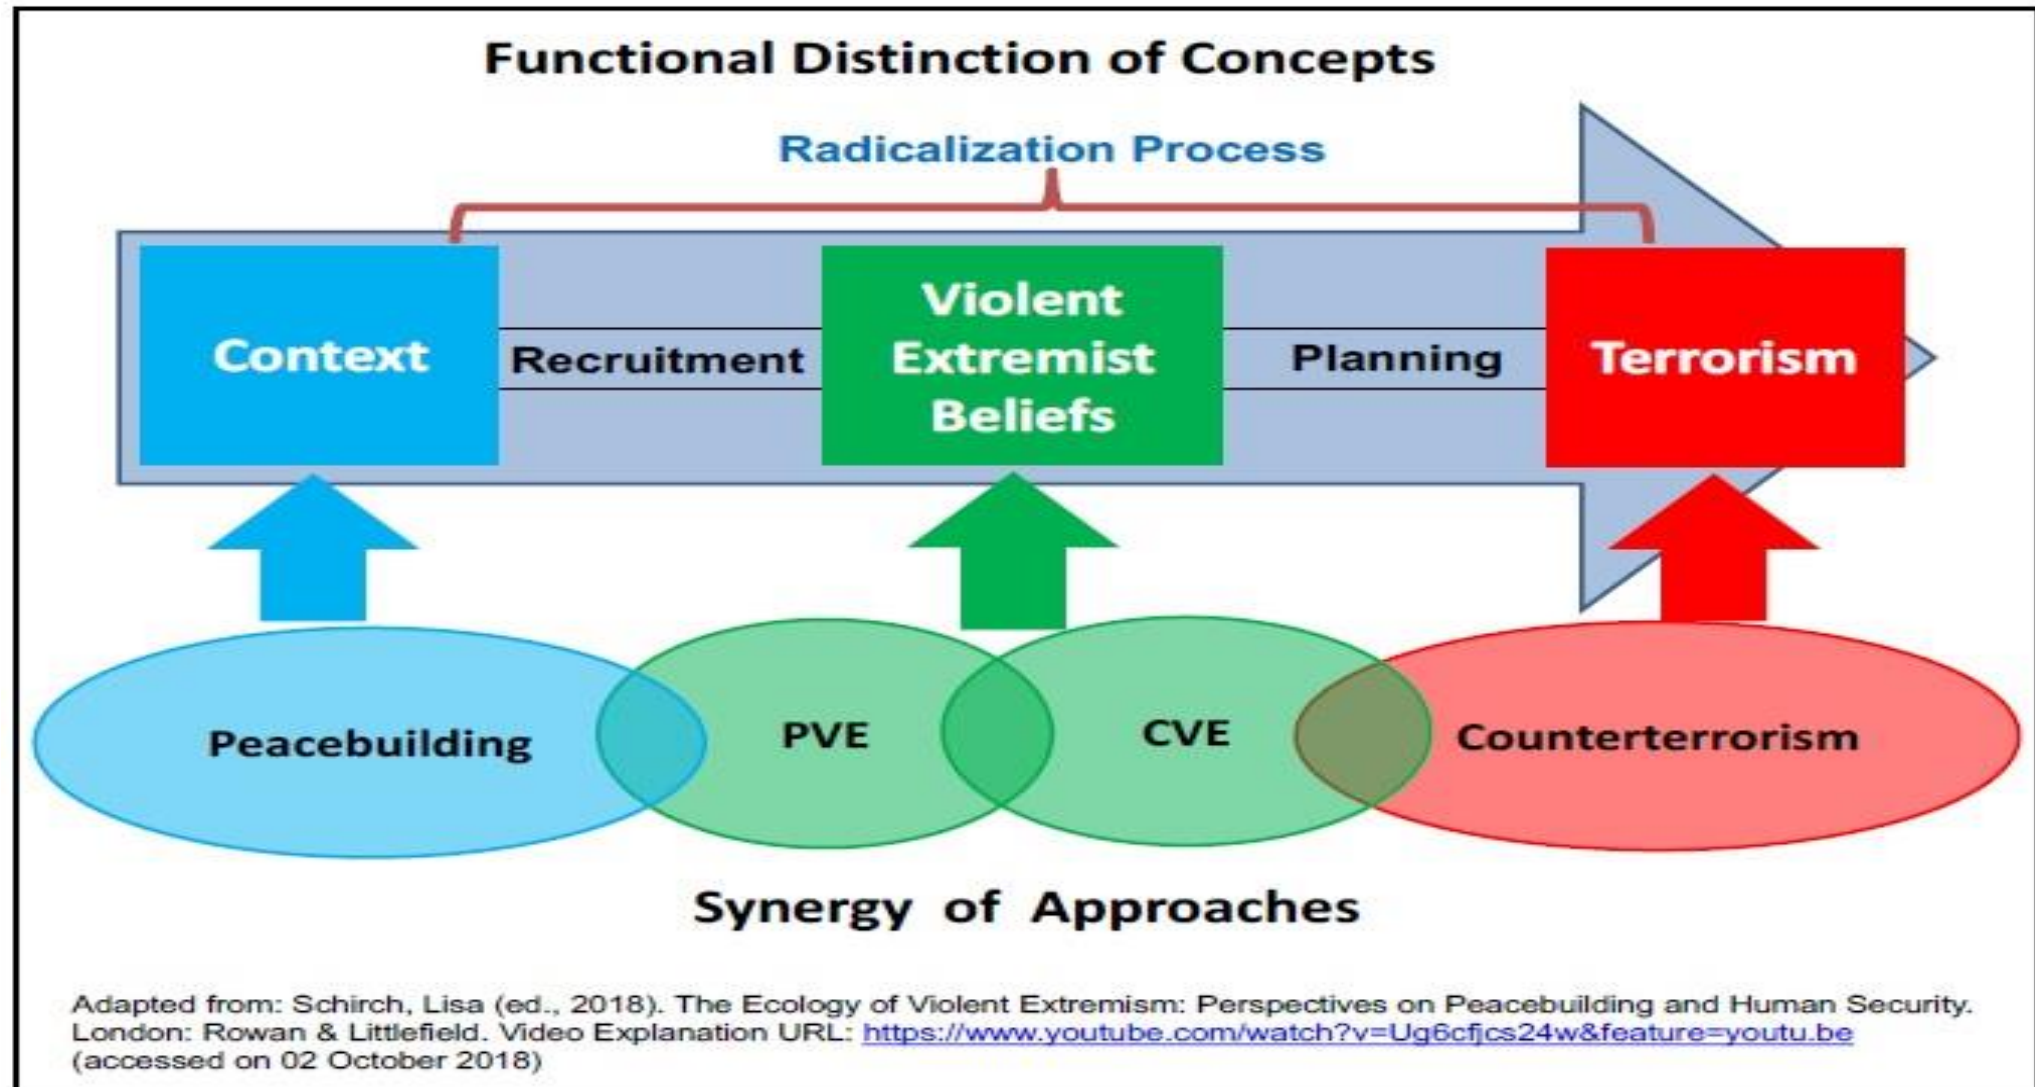 Functional Distinction of Concepts
Radicalization Process
Context
Recruitment
Violent
Extremist
Beliefs
Planning
Terrorism
Peacebuilding
PVE
CVE
Counterterrorism
Synergy of Approaches
Adapted from: Schirch, Lisa (ed., 2018). The Ecology of Violent Extremism: Perspectives on Peacebuilding and Human Security.
London: Rowan & Littlefield. Video Explanation URL: https://www.youtube.com/watch?v=Ug6cfjcs24w&feature=youtu.be
(accessed on 02 October 2018)